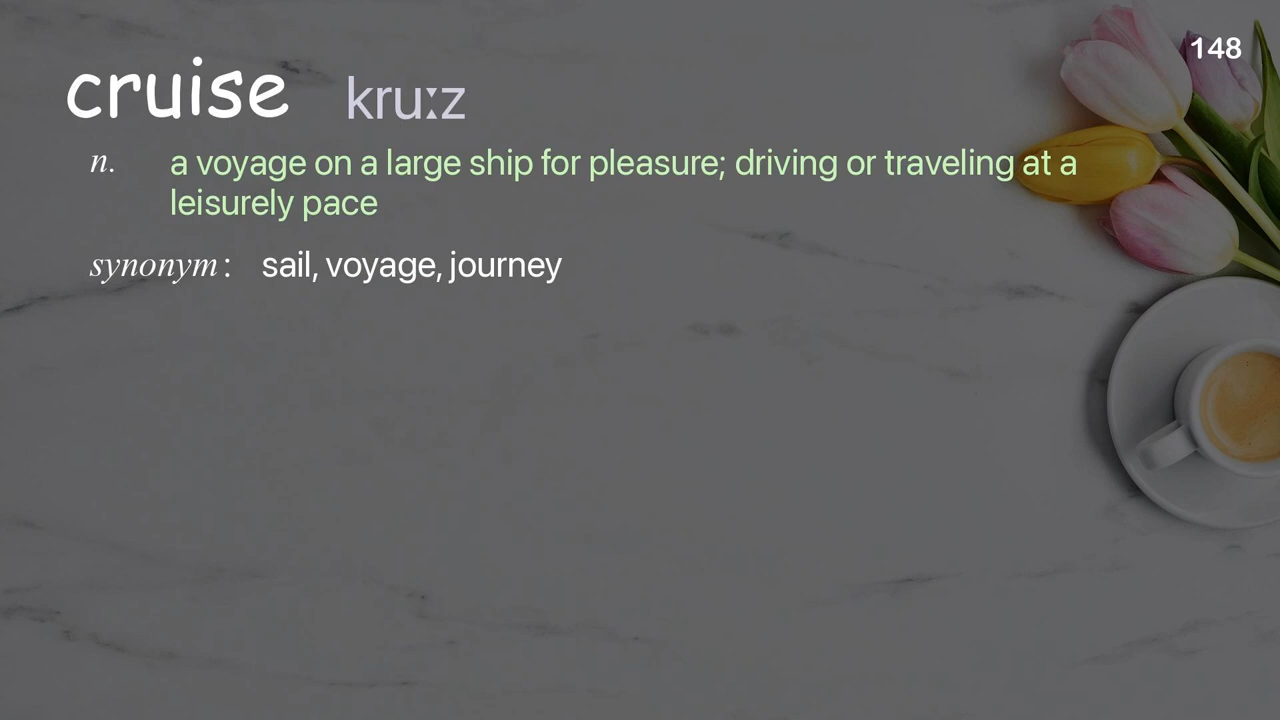 148
cruise kruːz
n. a voyage on a large ship for pleasure; driving or traveling at a
leisurely pace
synonym : sail, voyage, journey